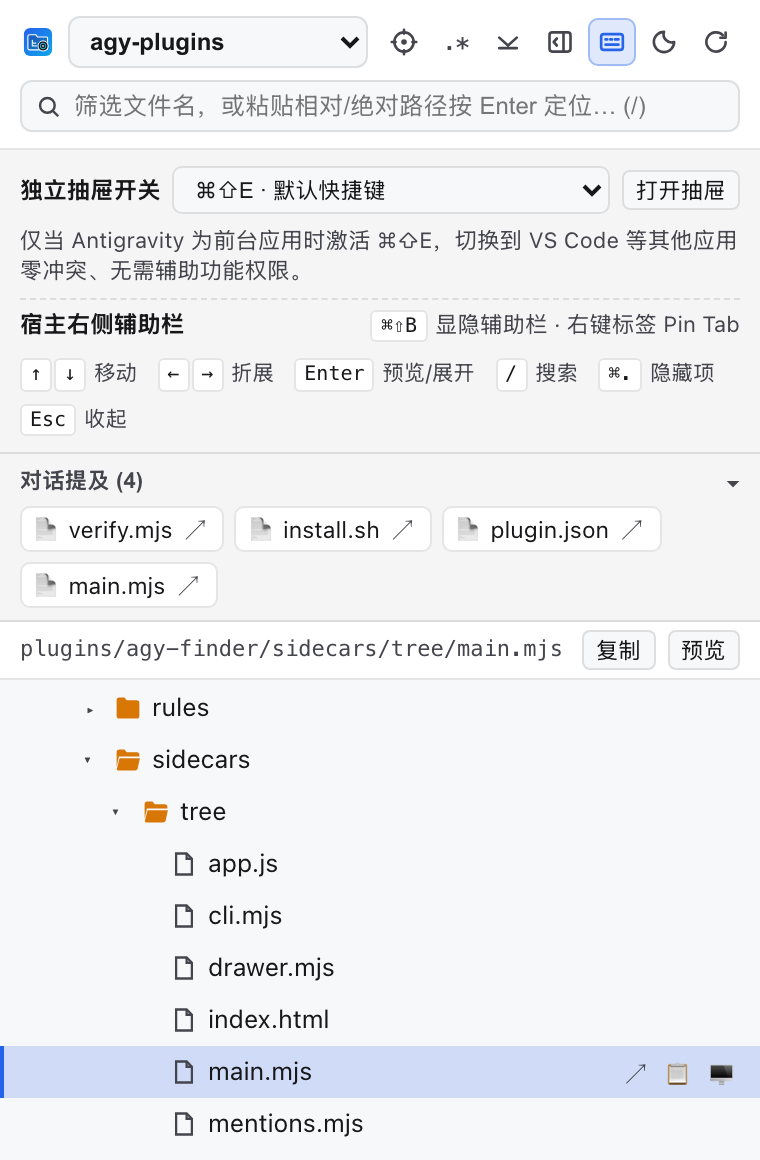 agy-plugins .*
筛选文件名，或粘贴相对/绝对路径按 Enter 定位… (/)
独立抽屉开关 ⌘⇧E · 默认快捷键 打开抽屉
仅当 Antigravity 为前台应用时激活 ⌘⇧E，切换到 VS Code 等其他应用
零冲突、无需辅助功能权限。
宿主右侧辅助栏 ⌘⇧B 显隐辅助栏 · 右键标签 Pin Tab
↑ ↓ 移动 ← → 折展 Enter 预览/展开 / 搜索 ⌘. 隐藏项
Esc 收起
对话提及 (4)
verify.mjs install.sh plugin.json
main.mjs
plugins/agy-finder/sidecars/tree/main.mjs 复制 预览
rules
sidecars
tree
app.js
cli.mjs
drawer.mjs
index.html
main.mjs
mentions.mjs